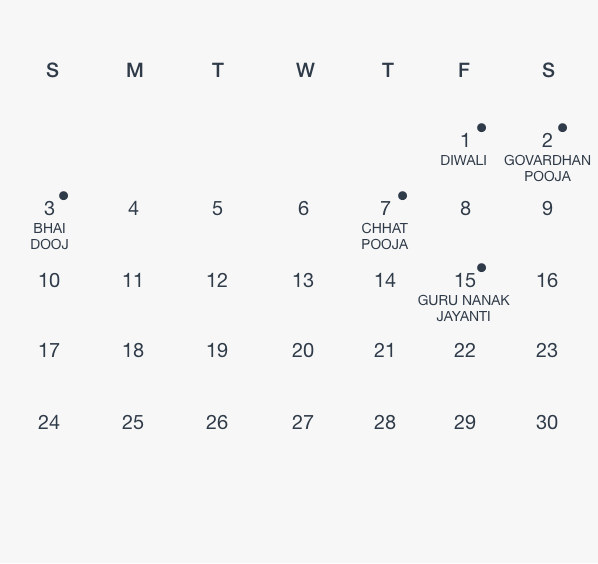 S M T W T F S
1 2
DIWALI GOVARDHAN
POOJA
3 4 5 6 7 8 9
BHAI CHHAT
DOOJ POOJA
10 11 12 13 14 15 16
GURU NANAK
JAYANTI
17 18 19 20 21 22 23
24 25 26 27 28 29 30